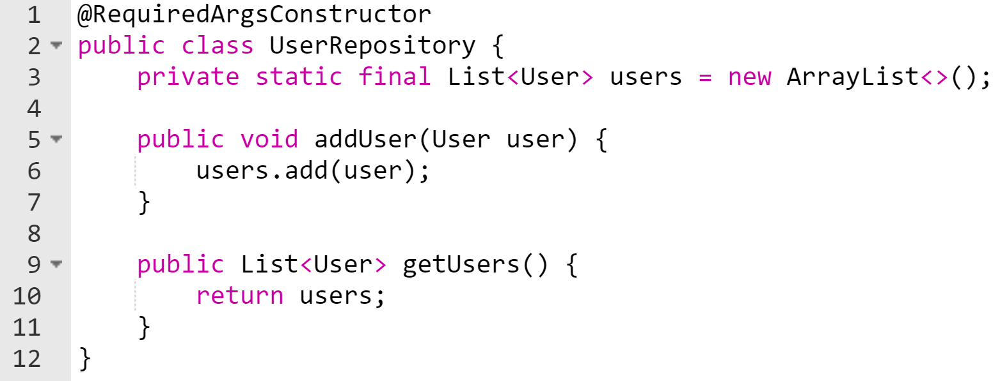 1 @RequiredArgsConstructor
2 public class UserRepository {
3     private static final List<User> users = new ArrayList<>();
4
5     public void addUser(User user) {
6         users.add(user);
7     }
8
9     public List<User> getUsers() {
10         return users;
11     }
12 }